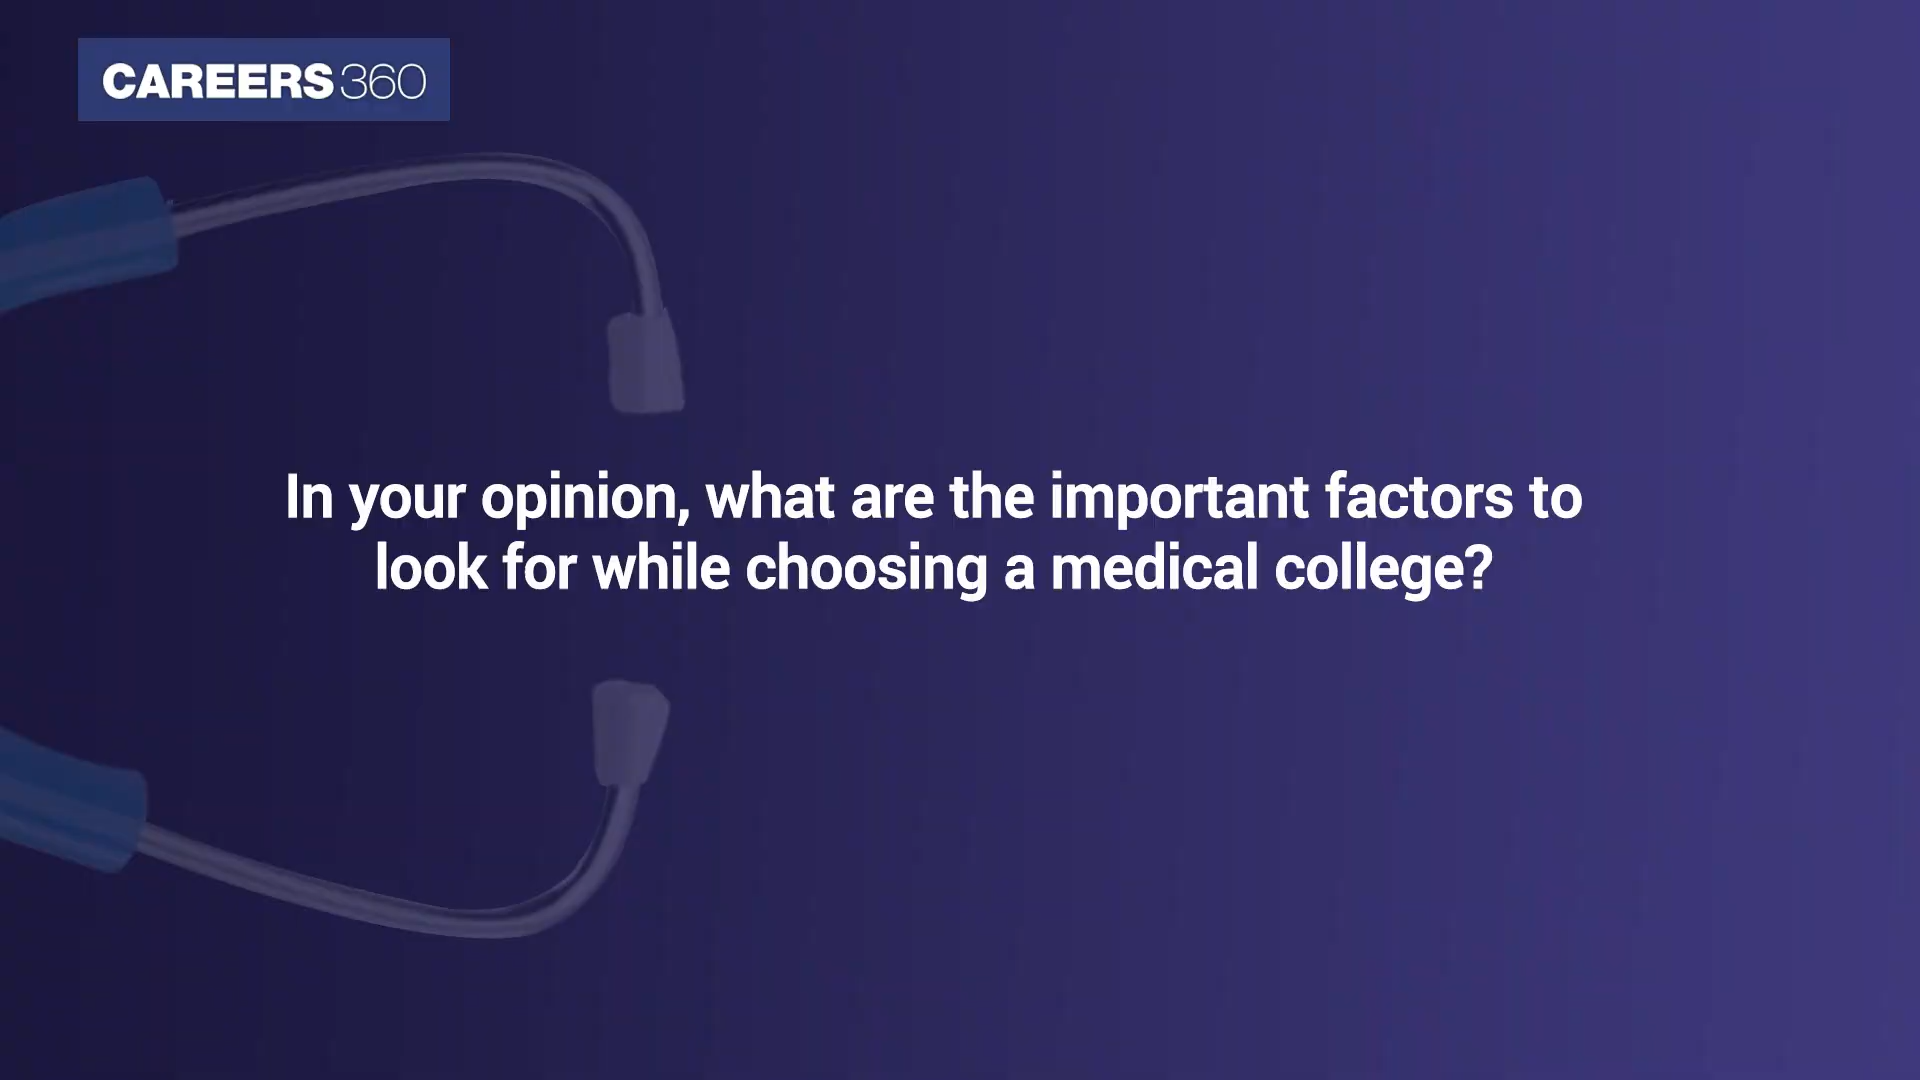 CAREERS360
In your opinion, what are the important factors to
look for while choosing a medical college?